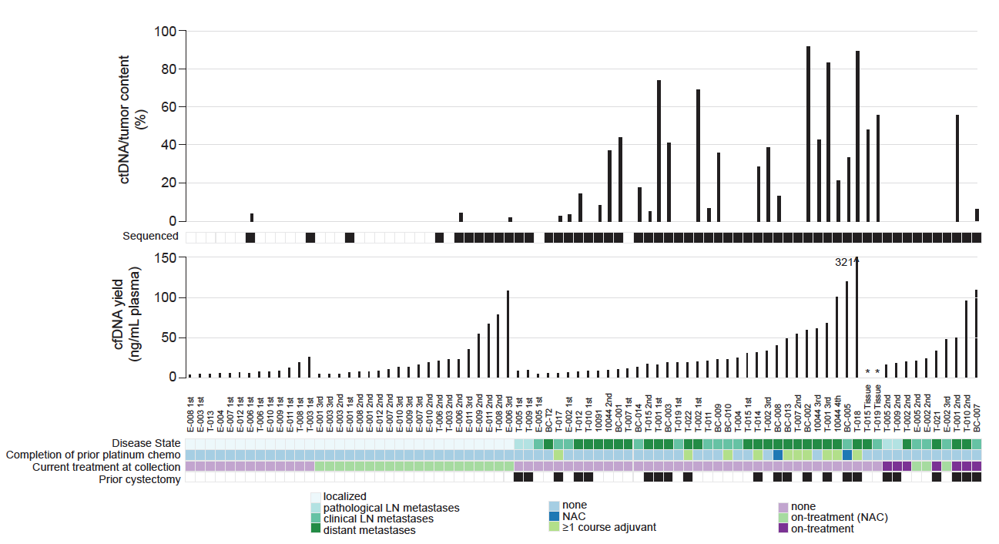 ctDNA/tumor content
(%)
100
80
60
40
20
0
Sequenced
cfDNA yield
(ng/mL plasma)
150
100
50
0
321^
*
*
E-008 1st
E-003 1st
T-013
E-004
E-007 1st
E-012 1st
E-006 1st
T-006 1st
E-010 1st
E-009 1st
E-011 1st
T-008 1st
T-003 1st
E-001 3rd
E-003 3rd
E-003 2nd
E-001 1st
E-008 2nd
E-001 2nd
E-012 2nd
E-007 2nd
E-010 3rd
E-009 3rd
E-007 3rd
E-010 2nd
T-006 2nd
T-003 2nd
E-006 2nd
E-011 3rd
E-009 2nd
E-011 2nd
T-008 2nd
E-006 3rd
T-005 1st
T-009 1st
E-005 1st
BC-T2
T-017
E-002 1st
T-012
T-010 1st
10091
10044 2nd
BC-001
T-007 1st
BC-014
T-015 2nd
T-001 1st
BC-003
T-019 1st
T-022
T-002 1st
T-011
BC-009
BC-010
T-004
T-015 1st
T-014
T-002 3rd
BC-008
BC-013
T-007 2nd
BC-002
10044 3rd
T-001 3rd
10044 4th
BC-005
T-018
T-015 Tissue
T-019 Tissue
T-005 2nd
T-009 2nd
T-002 2nd
E-005 2nd
E-002 2nd
T-021
E-002 3rd
T-001 2nd
T-010 2nd
BC-007
Disease State
Completion of prior platinum chemo
Current treatment at collection
Prior cystectomy
localized
pathological LN metastases
clinical LN metastases
distant metastases
none
NAC
≥1 course adjuvant
none
on-treatment (NAC)
on-treatment